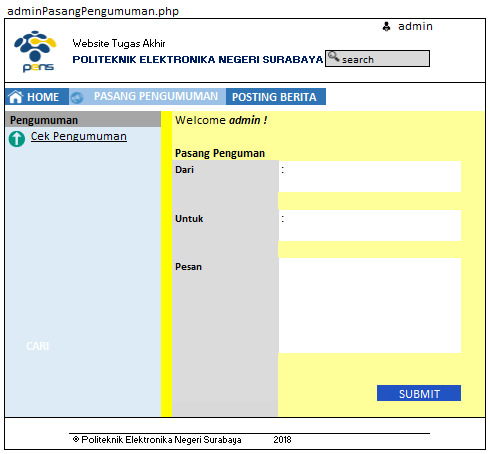 adminPasangPengumuman.php
admin
Website Tugas Akhir
POLITEKNIK ELEKTRONIKA NEGERI SURABAYA
search
pens
HOME PASANG PENGUMUMAN POSTING BERITA
Pengumuman
Cek Pengumuman
CARI
Welcome admin !
Pasang Penguman
Dari :
Untuk :
Pesan
SUBMIT
® Politeknik Elektronika Negeri Surabaya 2018